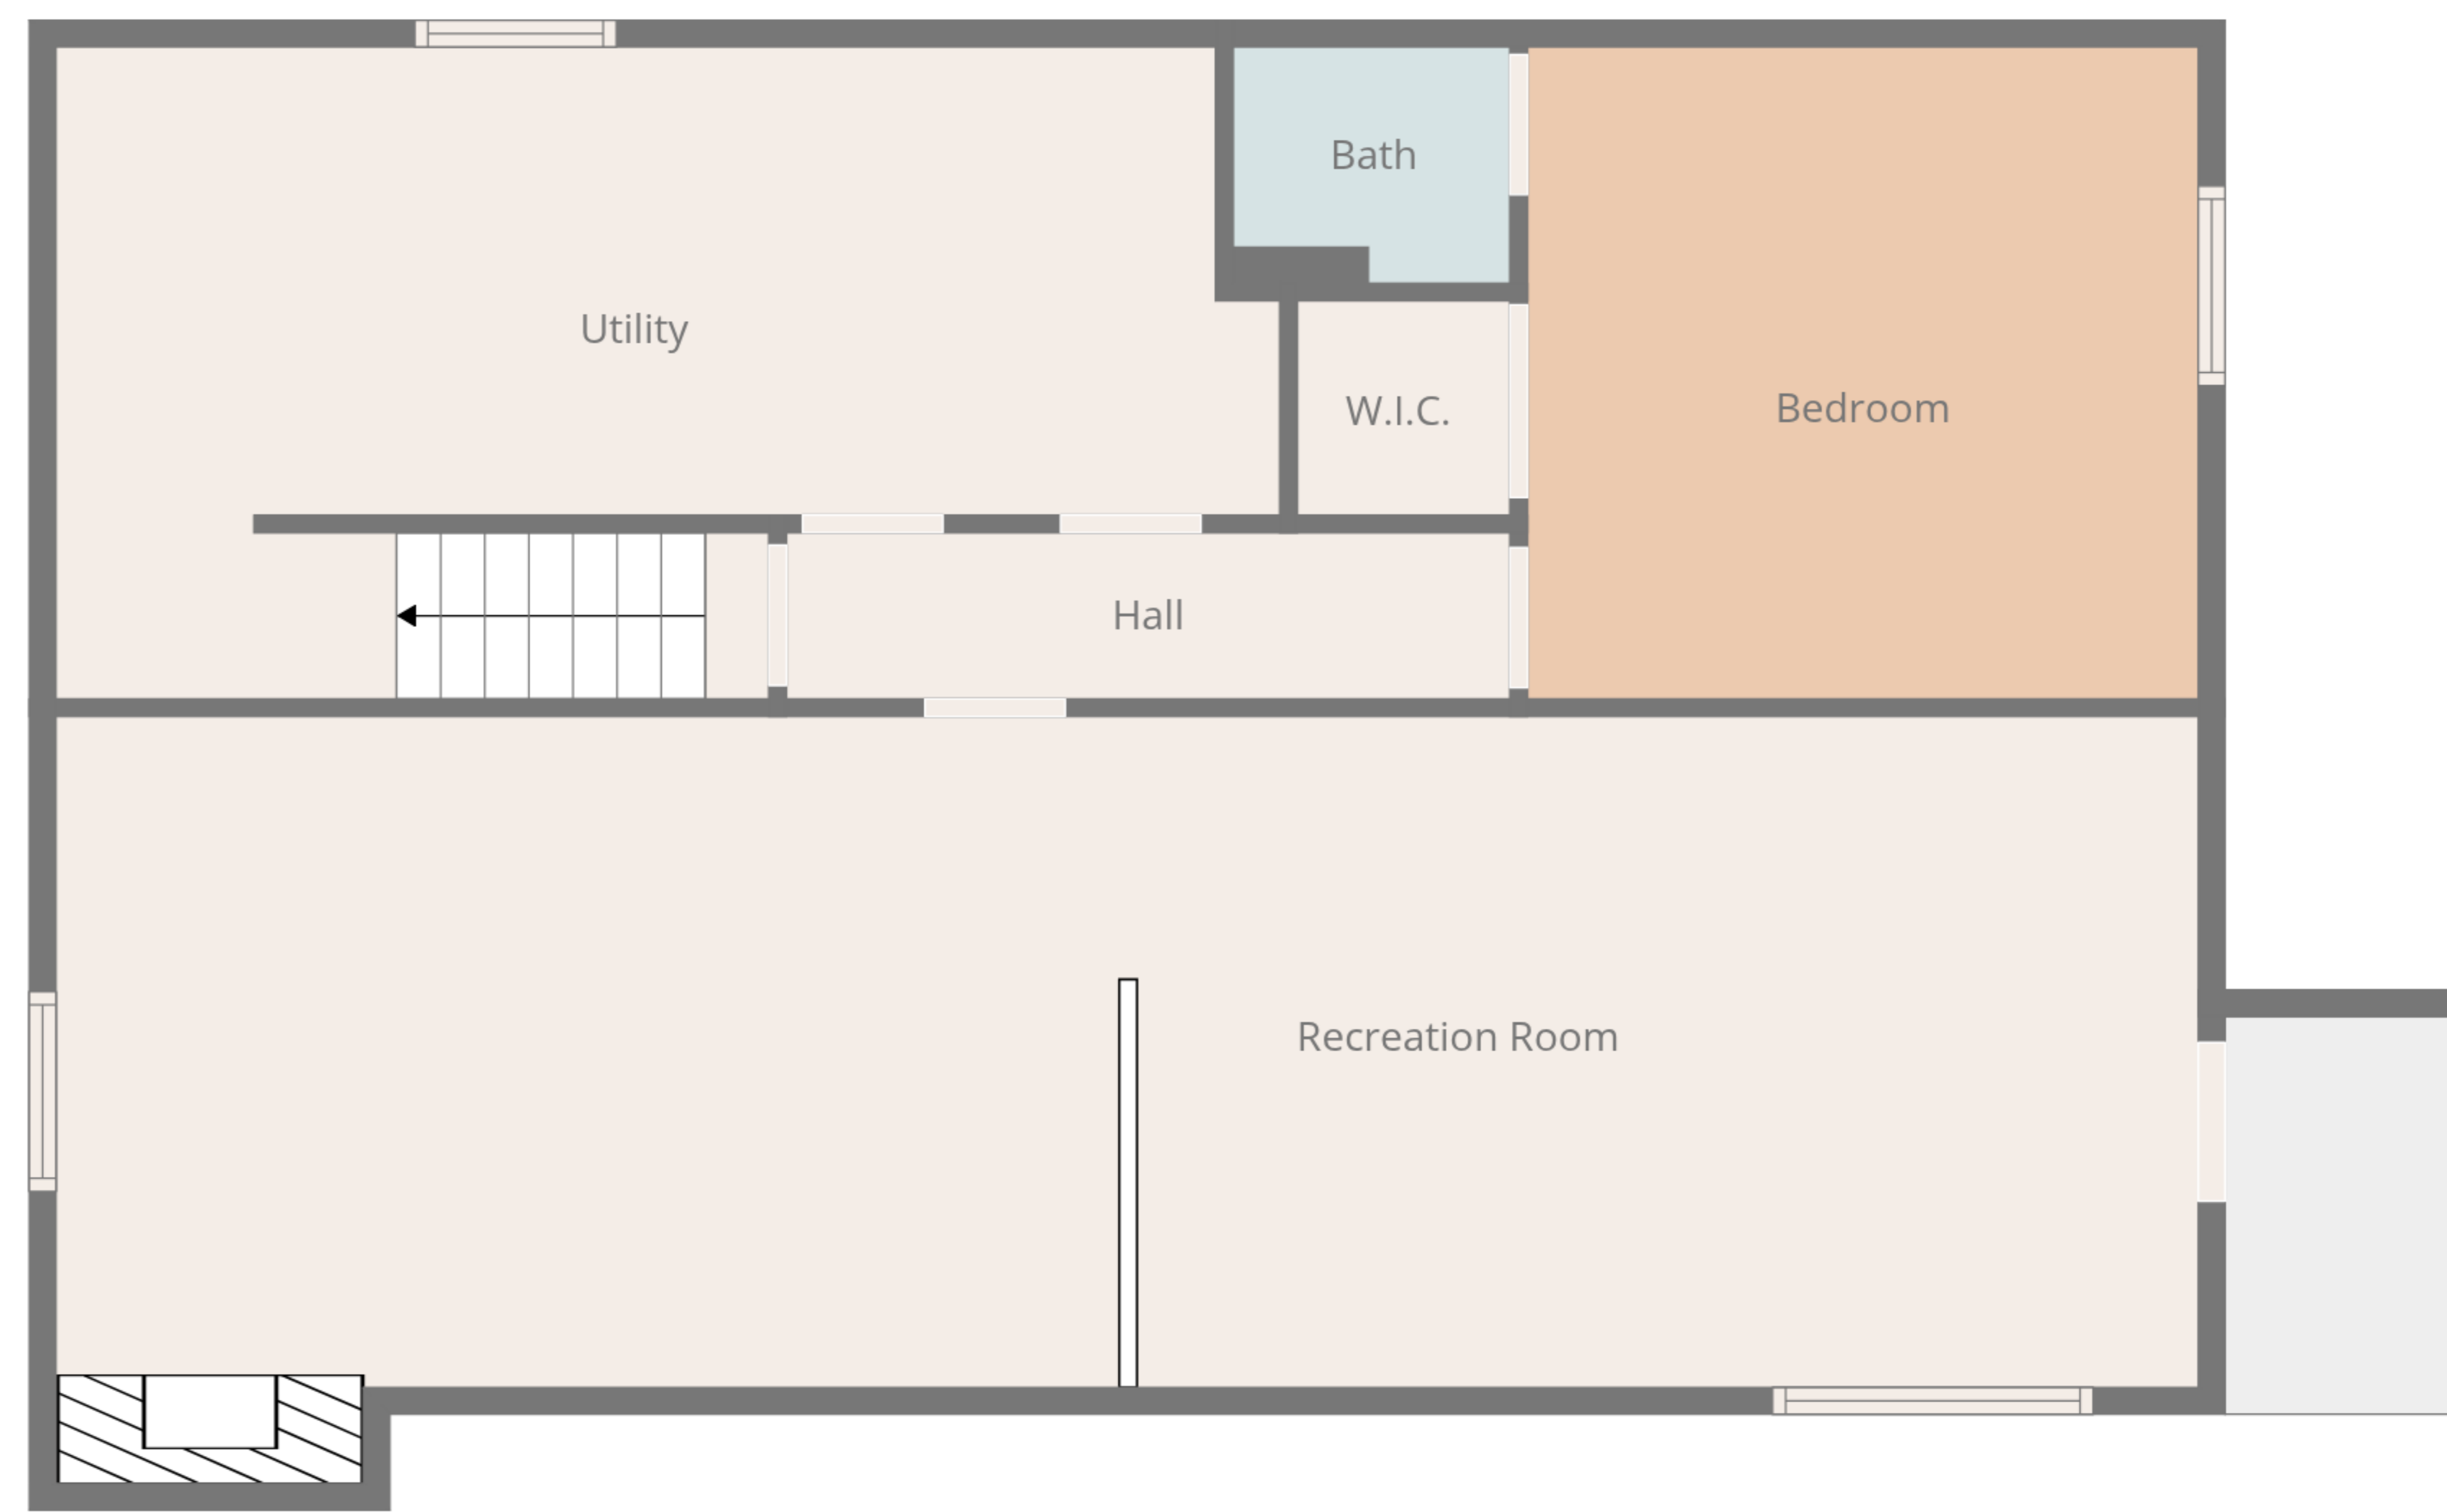 Bath
Utility
W.I.C.
Bedroom
Hall
Recreation Room